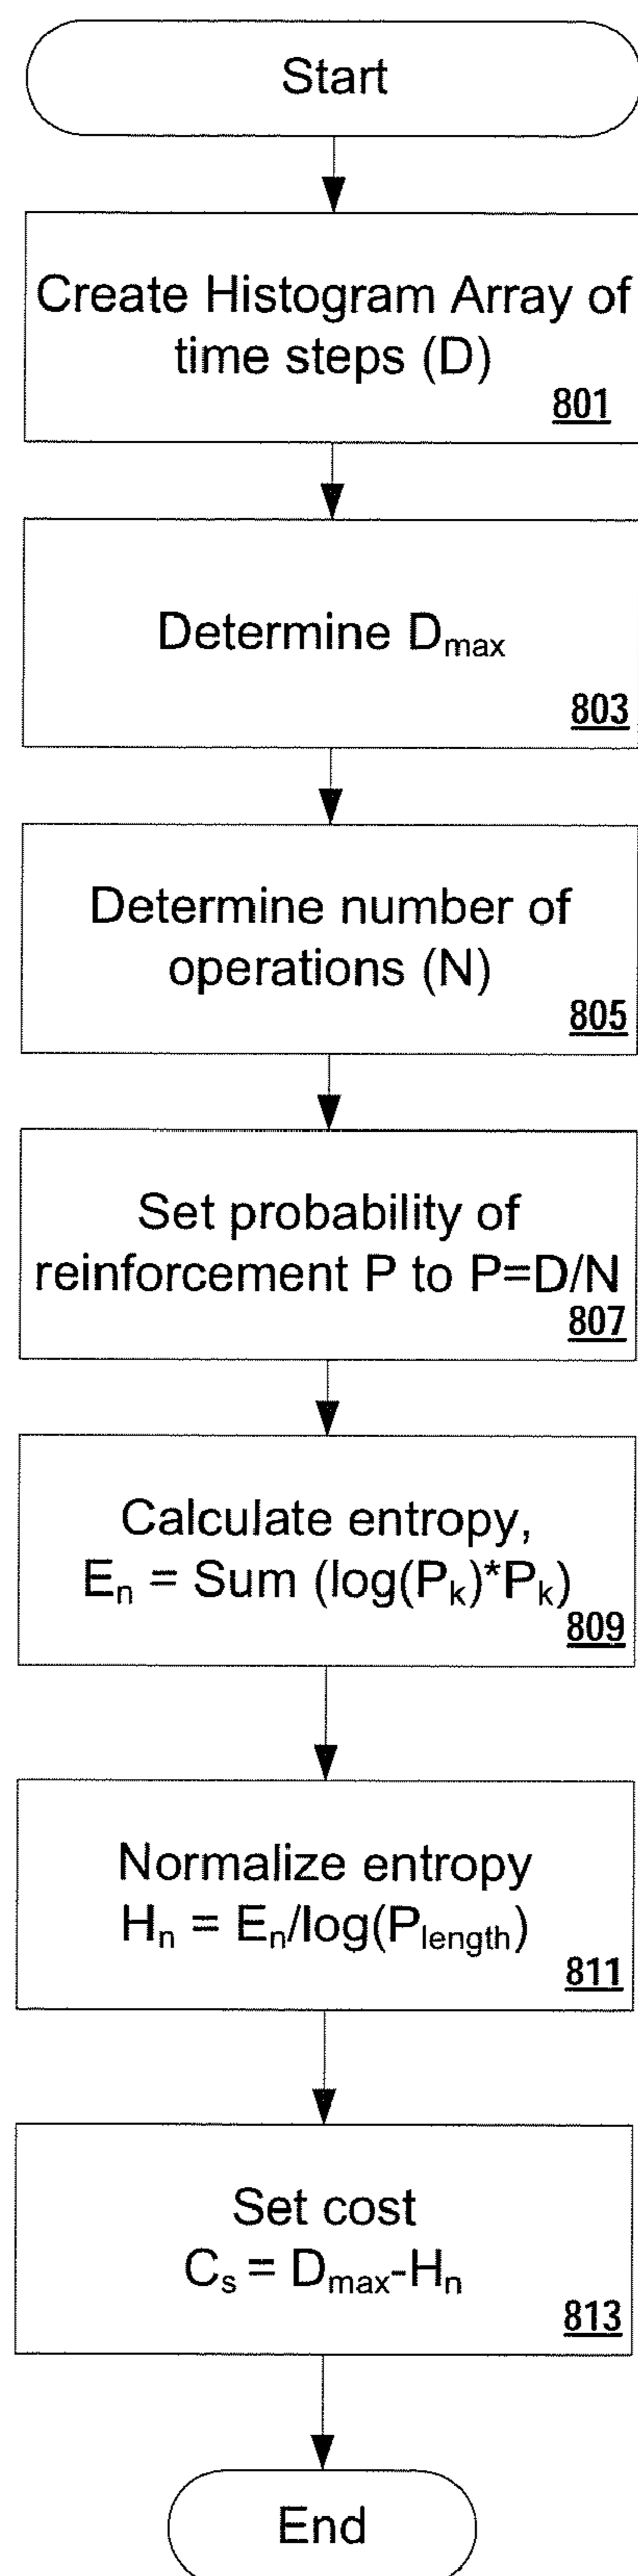 Start
Create Histogram Array of
time steps (D)
801
Determine Dmax
803
Determine number of
operations (N)
805
Set probability of
reinforcement P to P=D/N
807
Calculate entropy,
En = Sum (log(Pk)*Pk)
809
Normalize entropy
Hn = En/log(Plength)
811
Set cost
Cs = Dmax-Hn
813
End